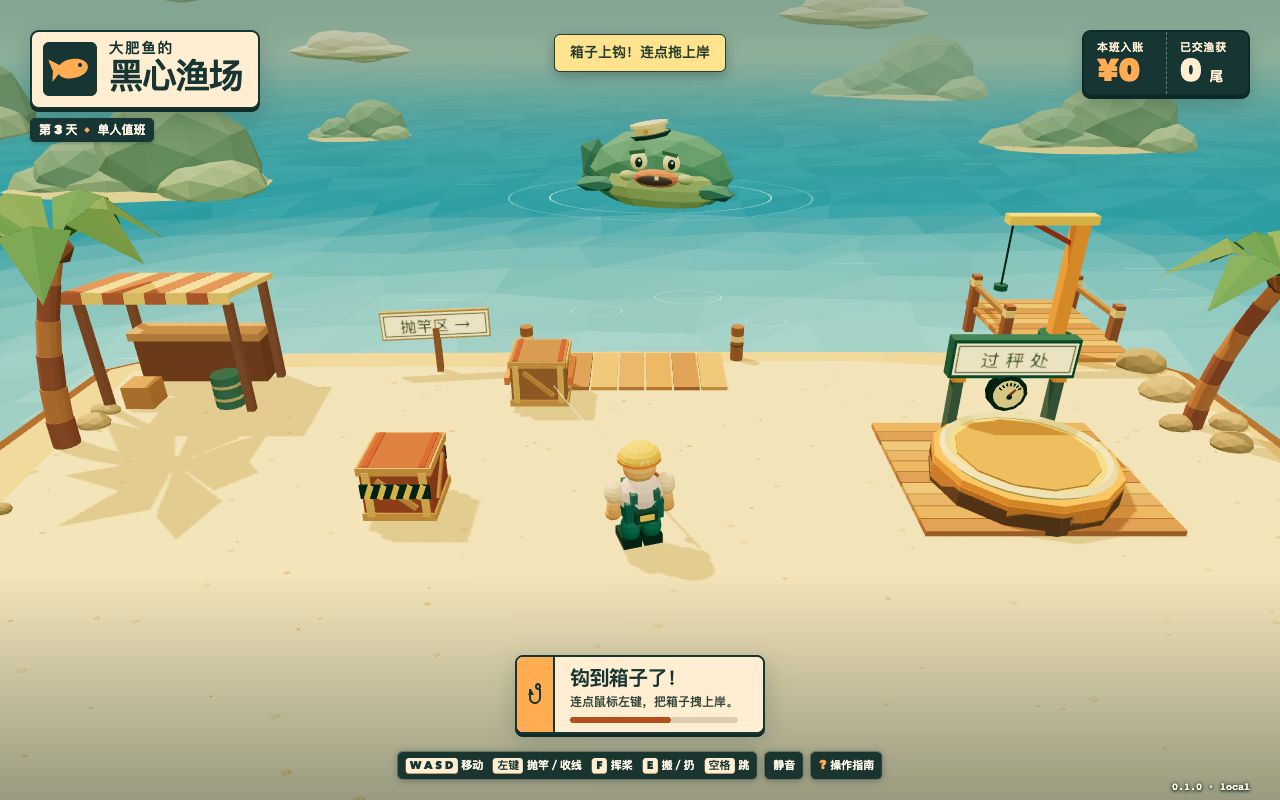 大肥鱼的
黑心渔场
第 3 天 • 单人值班
箱子上钩！连点拖上岸
本班入账
¥0
已交渔获
0 尾
抛竿区 →
过秤处
钩到箱子了！
连点鼠标左键，把箱子拽上岸。
WASD 移动 左键 抛竿 / 收线 F 挥桨 E 搬 / 扔 空格 跳
静音
? 操作指南
0.1.0 · local